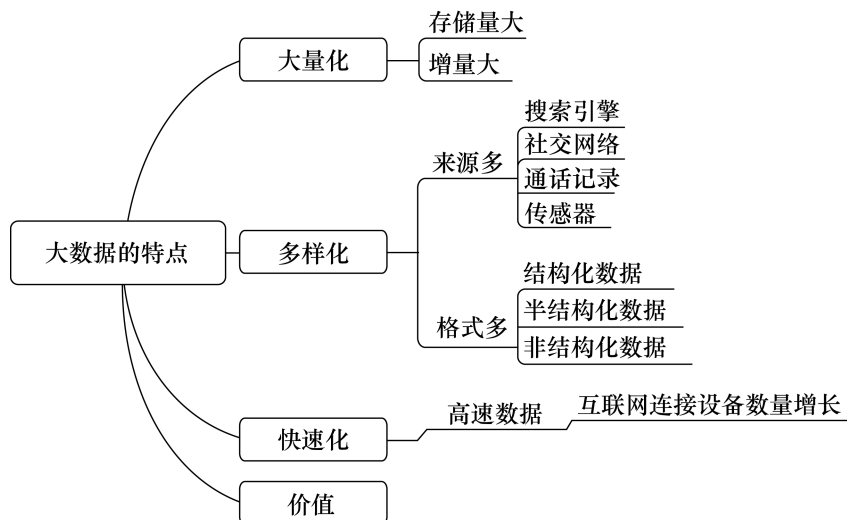 大数据的特点
大量化
存储量大
增量大
多样化
来源多
搜索引擎
社交网络
通话记录
传感器
格式多
结构化数据
半结构化数据
非结构化数据
快速化
高速数据
互联网连接设备数量增长
价值